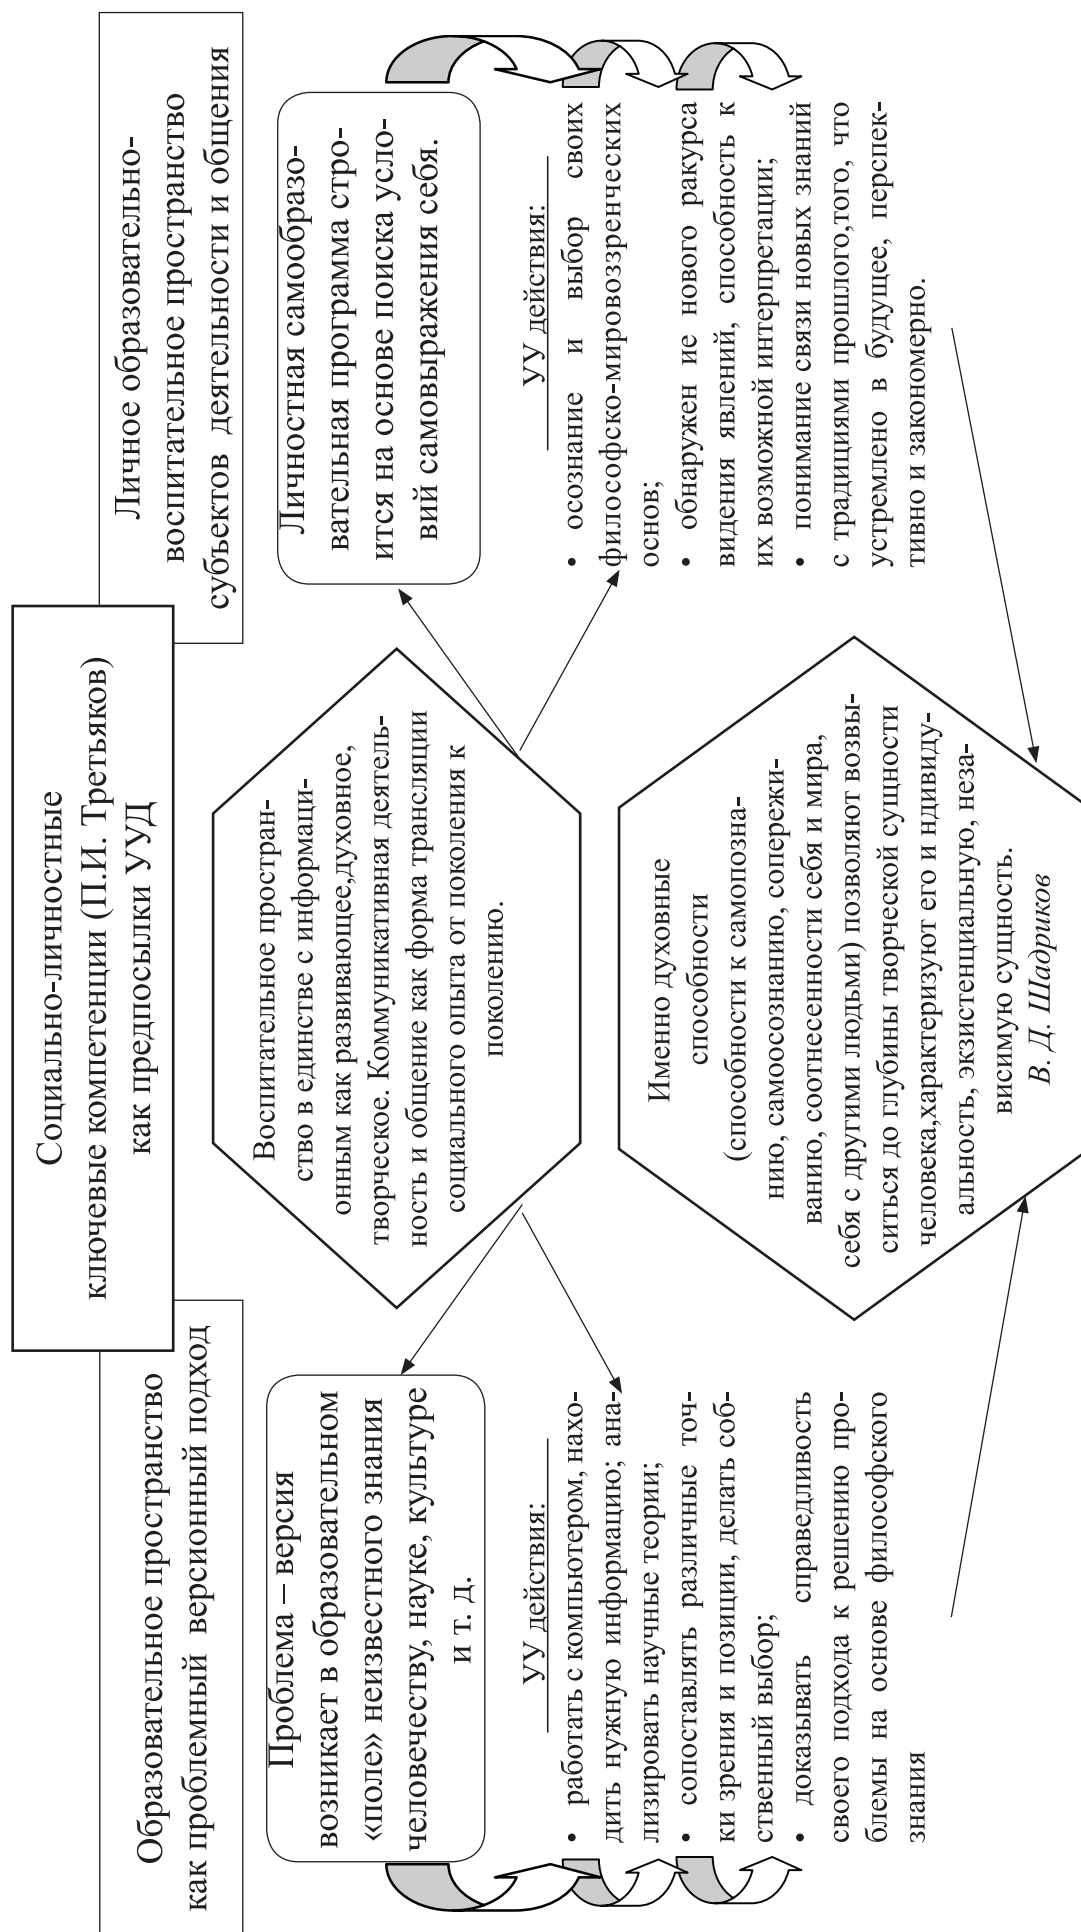 Социально-личностные
ключевые компетенции (П.И. Третьяков)
как предпосылки УУД
Образовательное пространство
как проблемный версионный подход
Личное образовательно-
воспитательное пространство
субъектов деятельности и общения
Проблема – версия
возникает в образовательном
«поле» неизвестного знания
человечеству, науке, культуре
и т. д.
Воспитательное простран-
ство в единстве с информаци-
онным как развивающее,духовное,
творческое. Коммуникативная деятель-
ность и общение как форма трансляции
социального опыта от поколения к
поколению.
Личностная самообразо-
вательная программа стро-
ится на основе поиска усло-
вий самовыражения себя.
УУ действия:
• работать с компьютером, нахо-
дить нужную информацию; ана-
лизировать научные теории;
• сопоставлять различные точ-
ки зрения и позиции, делать соб-
ственный выбор;
• доказывать справедливость
своего подхода к решению про-
блемы на основе философского
знания
УУ действия:
• осознание и выбор своих
философско-мировоззренческих
основ;
• обнаружен ие нового ракурса
видения явлений, способность к
их возможной интерпретации;
• понимание связи новых знаний
с традициями прошлого,того, что
устремлено в будущее, перспек-
тивно и закономерно.
Именно духовные
способности
(способности к самопозна-
нию, самоосознанию, сопережи-
ванию, соотнесенности себя и мира,
себя с другими людьми) позволяют возвы-
ситься до глубины творческой сущности
человека,характеризуют его и ндивиду-
альность, экзистенциальную, неза-
висимую сущность.
В. Д. Шадриков